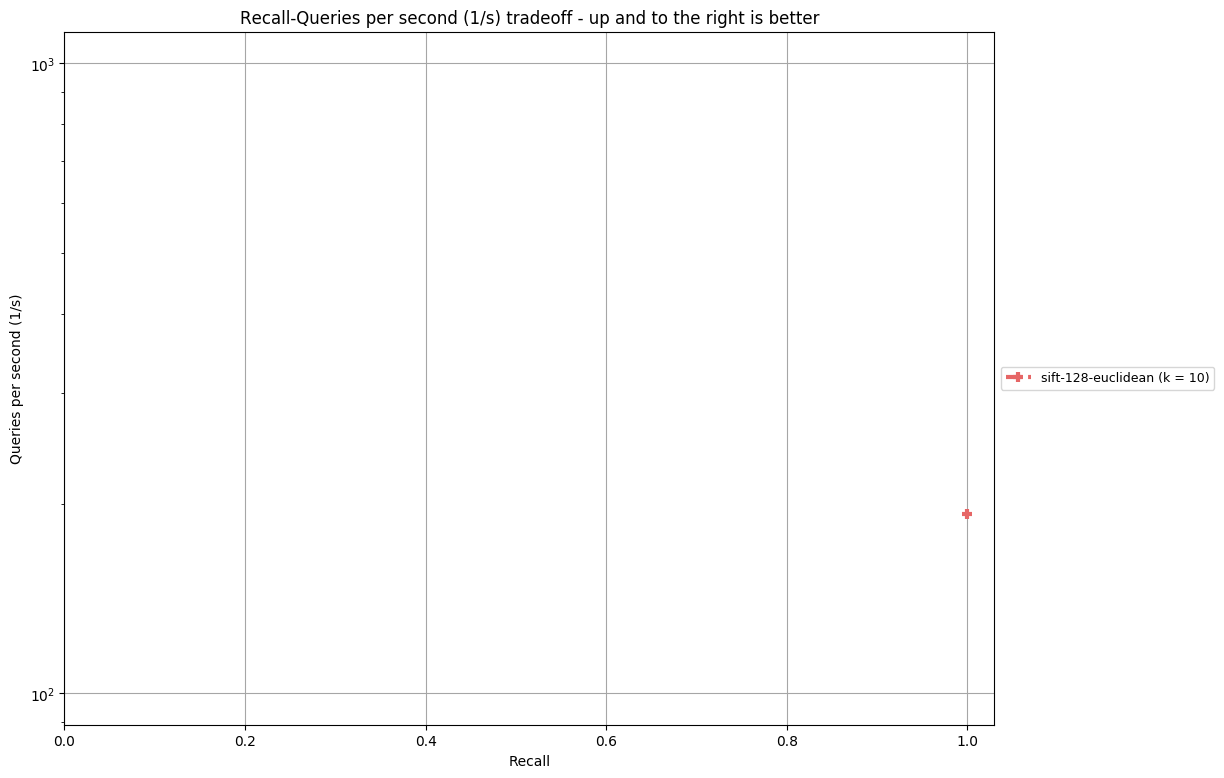 Recall-Queries per second (1/s) tradeoff - up and to the right is better
10³
Queries per second (1/s)
sift-128-euclidean (k = 10)
10²
0.0 0.2 0.4 0.6 0.8 1.0
Recall